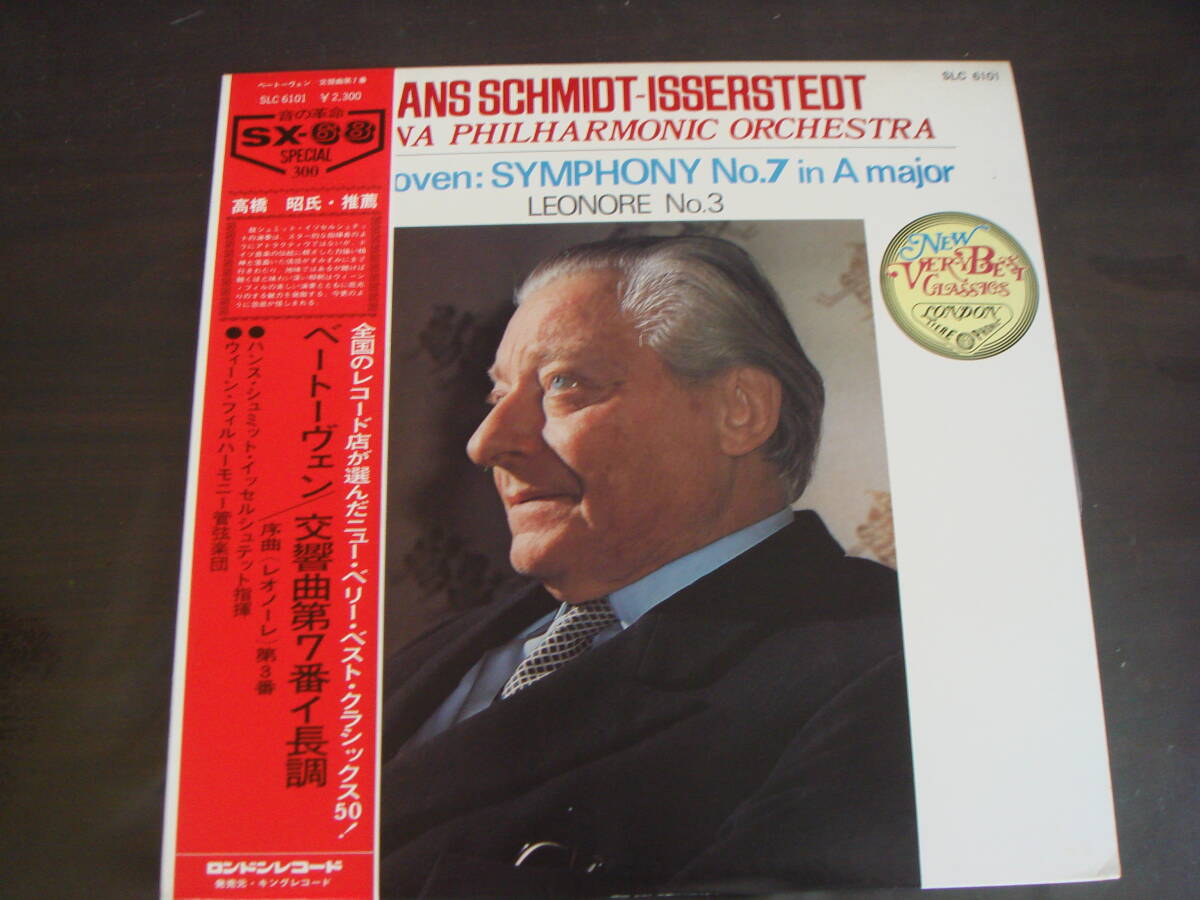 ベートーヴェン 交響曲第7番
SLC 6101 ￥2,300
音の革命
SX-68
SPECIAL
300
高橋 昭氏・推薦
全国のレコード店が選んだニュー・ベリー・ベスト・クラシックス50!
ベートーヴェン/交響曲第7番イ長調
/序曲〈レオノーレ〉第3番
●ハンス・シュミット・イッセルシュテット指揮
●ウィーン・フィルハーモニー管弦楽団
ロンドンレコード
発売元・キングレコード
SLC 6101
ANS SCHMIDT-ISSERSTEDT
NA PHILHARMONIC ORCHESTRA
oven: SYMPHONY No.7 in A major
LEONORE No.3
NEW
VERY BEST
CLASSICS
LONDON